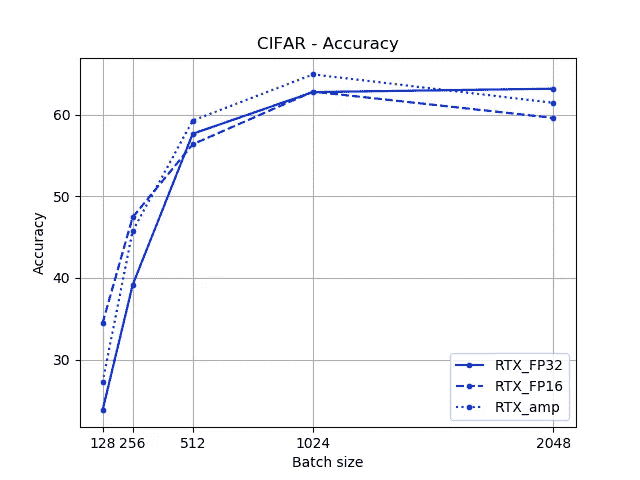 CIFAR - Accuracy
Accuracy
60
50
40
30
128 256 512 1024 2048
Batch size
RTX_FP32
RTX_FP16
RTX_amp